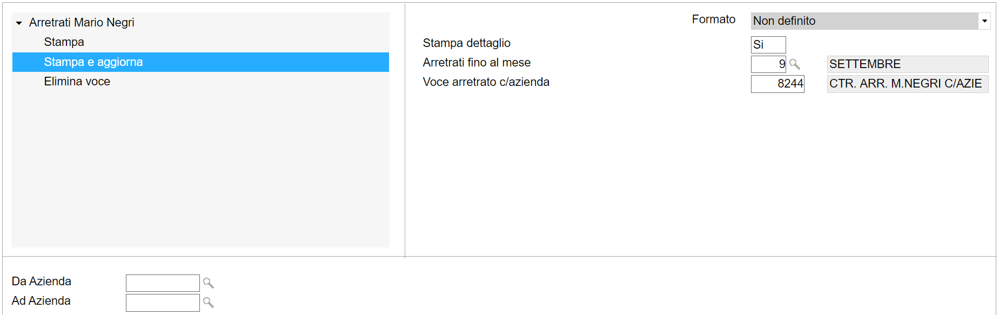 Arretrati Mario Negri
Stampa
Stampa e aggiorna
Elimina voce
Formato Non definito
Stampa dettaglio Si
Arretrati fino al mese 9 SETTEMBRE
Voce arretrato c/azienda 8244 CTR. ARR. M.NEGRI C/AZIE
Da Azienda
Ad Azienda